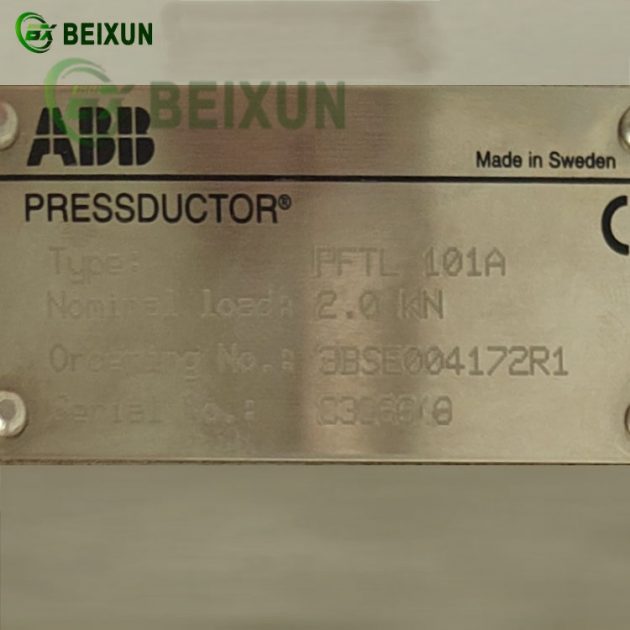 BEIXUN
BEIXUN
ABB
Made in Sweden
PRESSDUCTOR®
Type: PFTL 101A
Nominal load: 2.0 kN
Ordering No.: 3BSE004172R1
Serial No.: